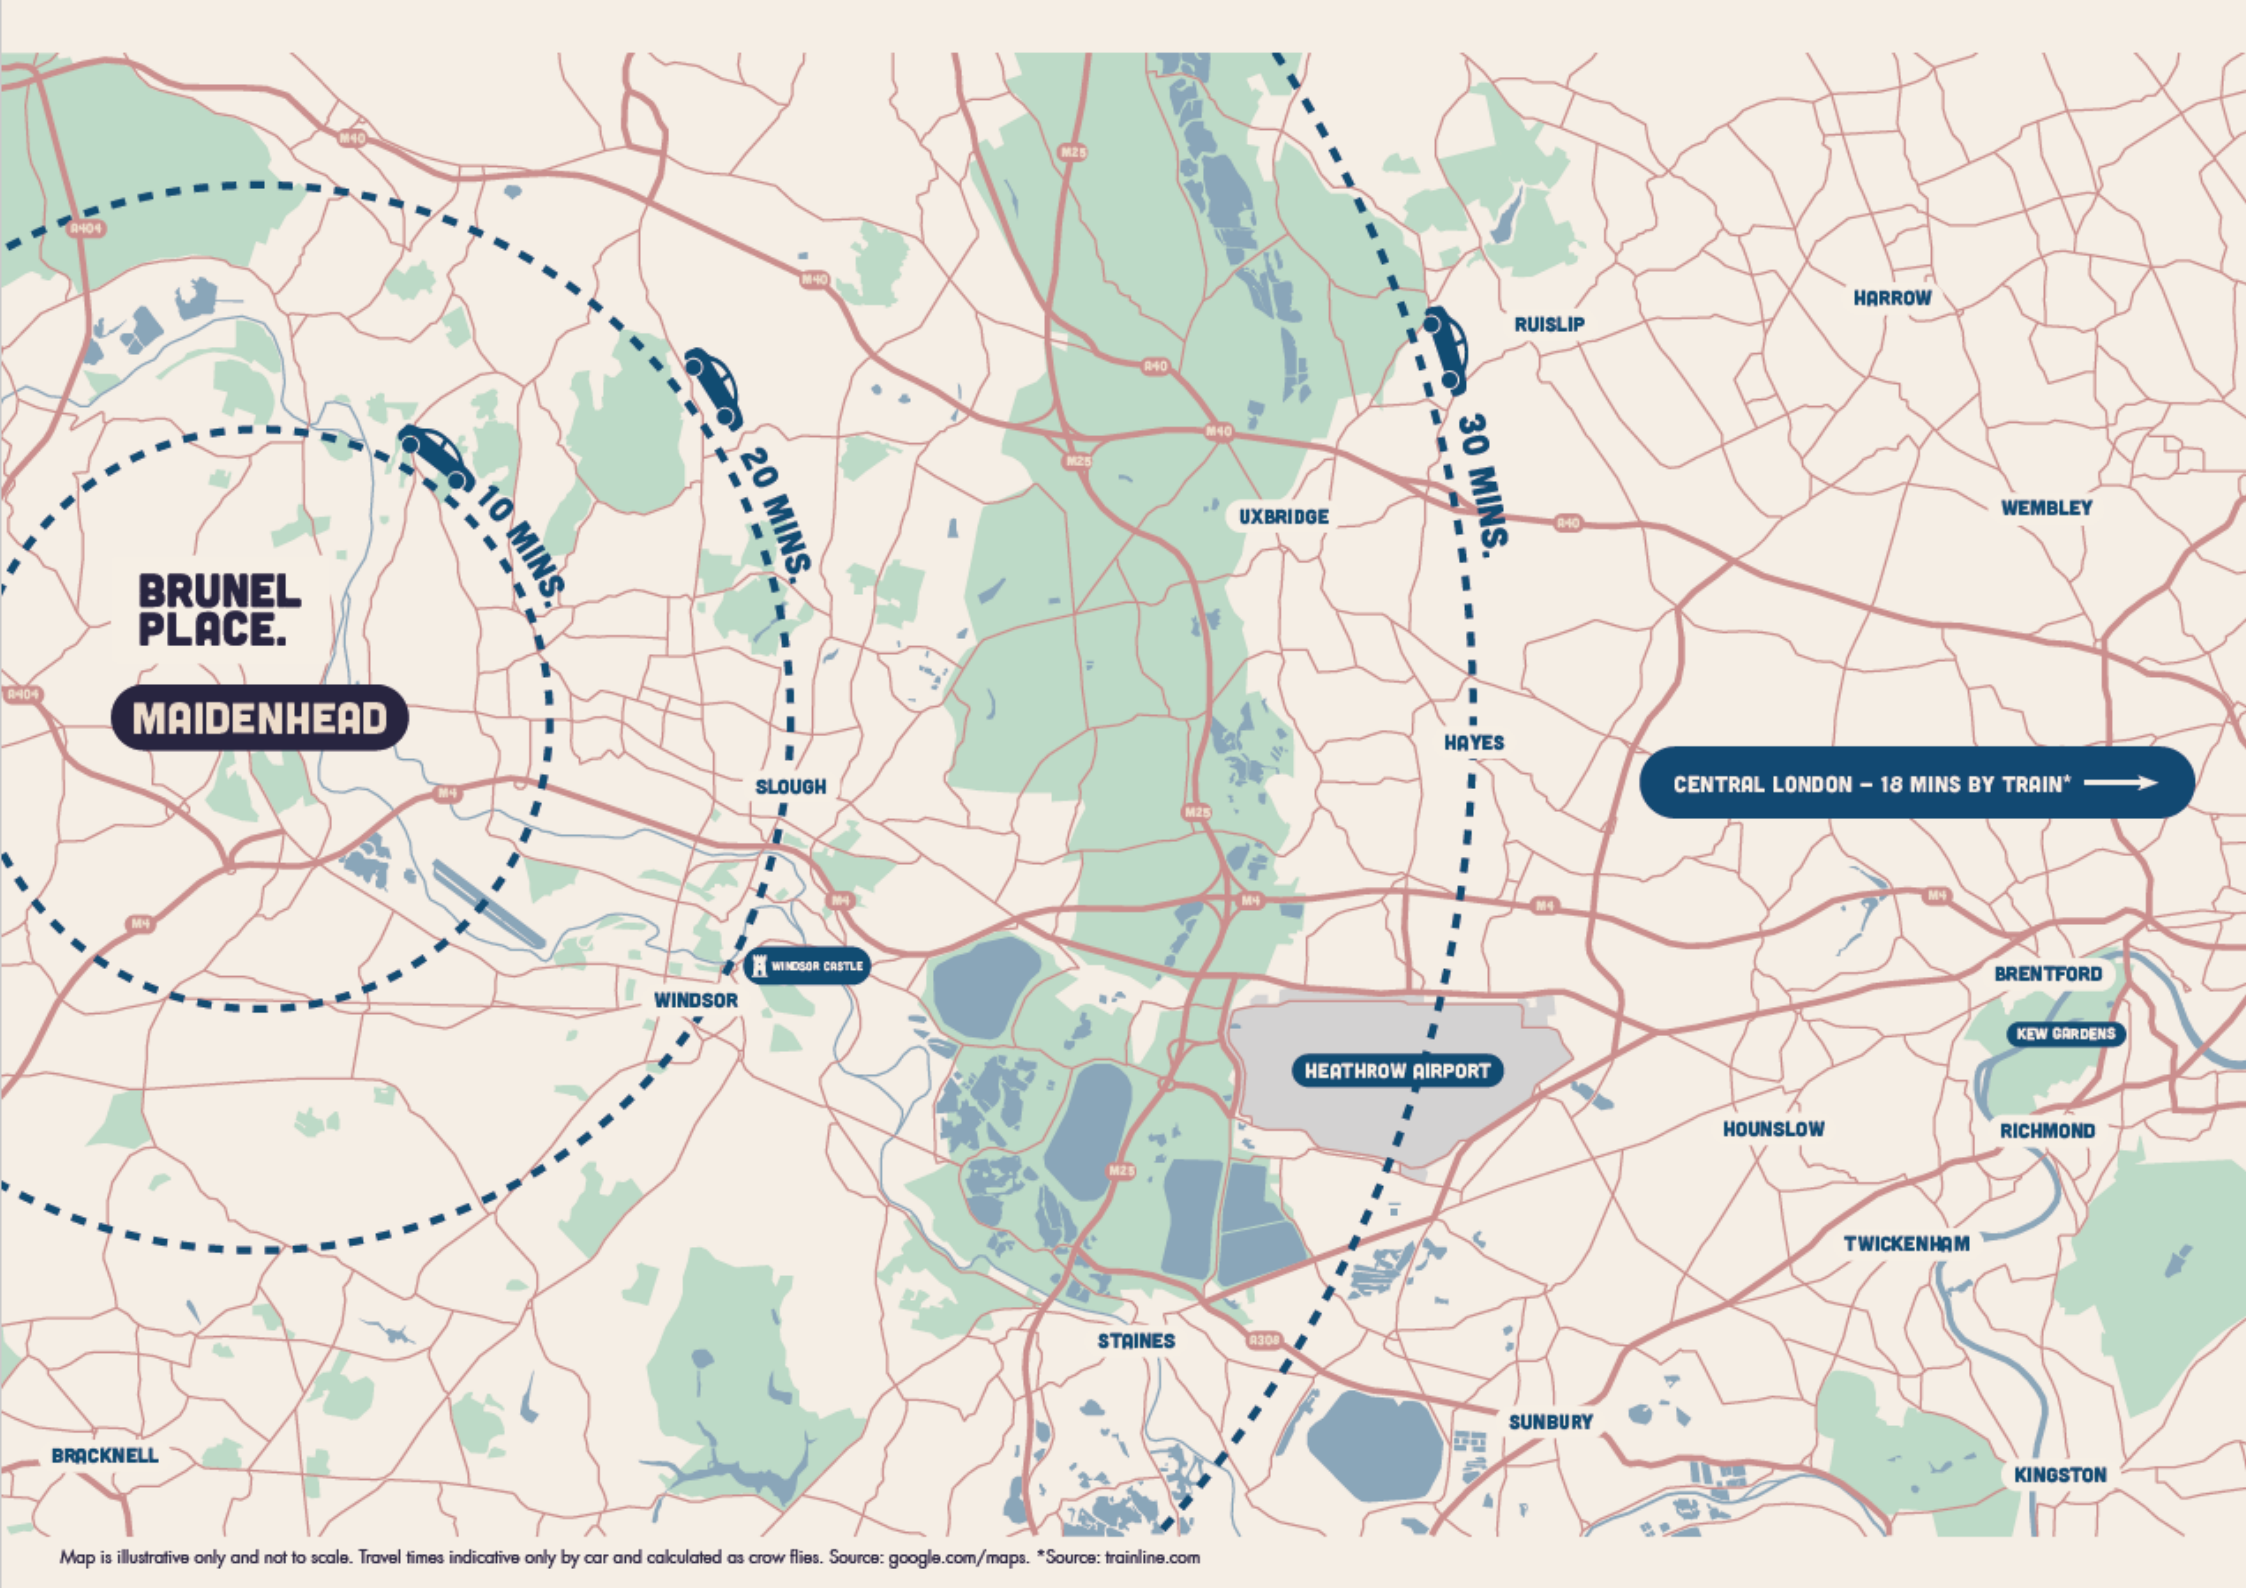 M40
M25
A404
M40
HARROW
RUISLIP
A40
30 MINS.
M40
20 MINS.
M25
10 MINS.
WEMBLEY
UXBRIDGE
A40
BRUNEL
PLACE.
A404
MAIDENHEAD
HAYES
CENTRAL LONDON – 18 MINS BY TRAIN*
SLOUGH
M4
M25
M4
M4
M4
M4
M4
WINDSOR CASTLE
BRENTFORD
WINDSOR
KEW GARDENS
HEATHROW AIRPORT
HOUNSLOW
RICHMOND
M25
TWICKENHAM
STAINES
A308
SUNBURY
BRACKNELL
KINGSTON
Map is illustrative only and not to scale. Travel times indicative only by car and calculated as crow flies. Source: google.com/maps. *Source: trainline.com